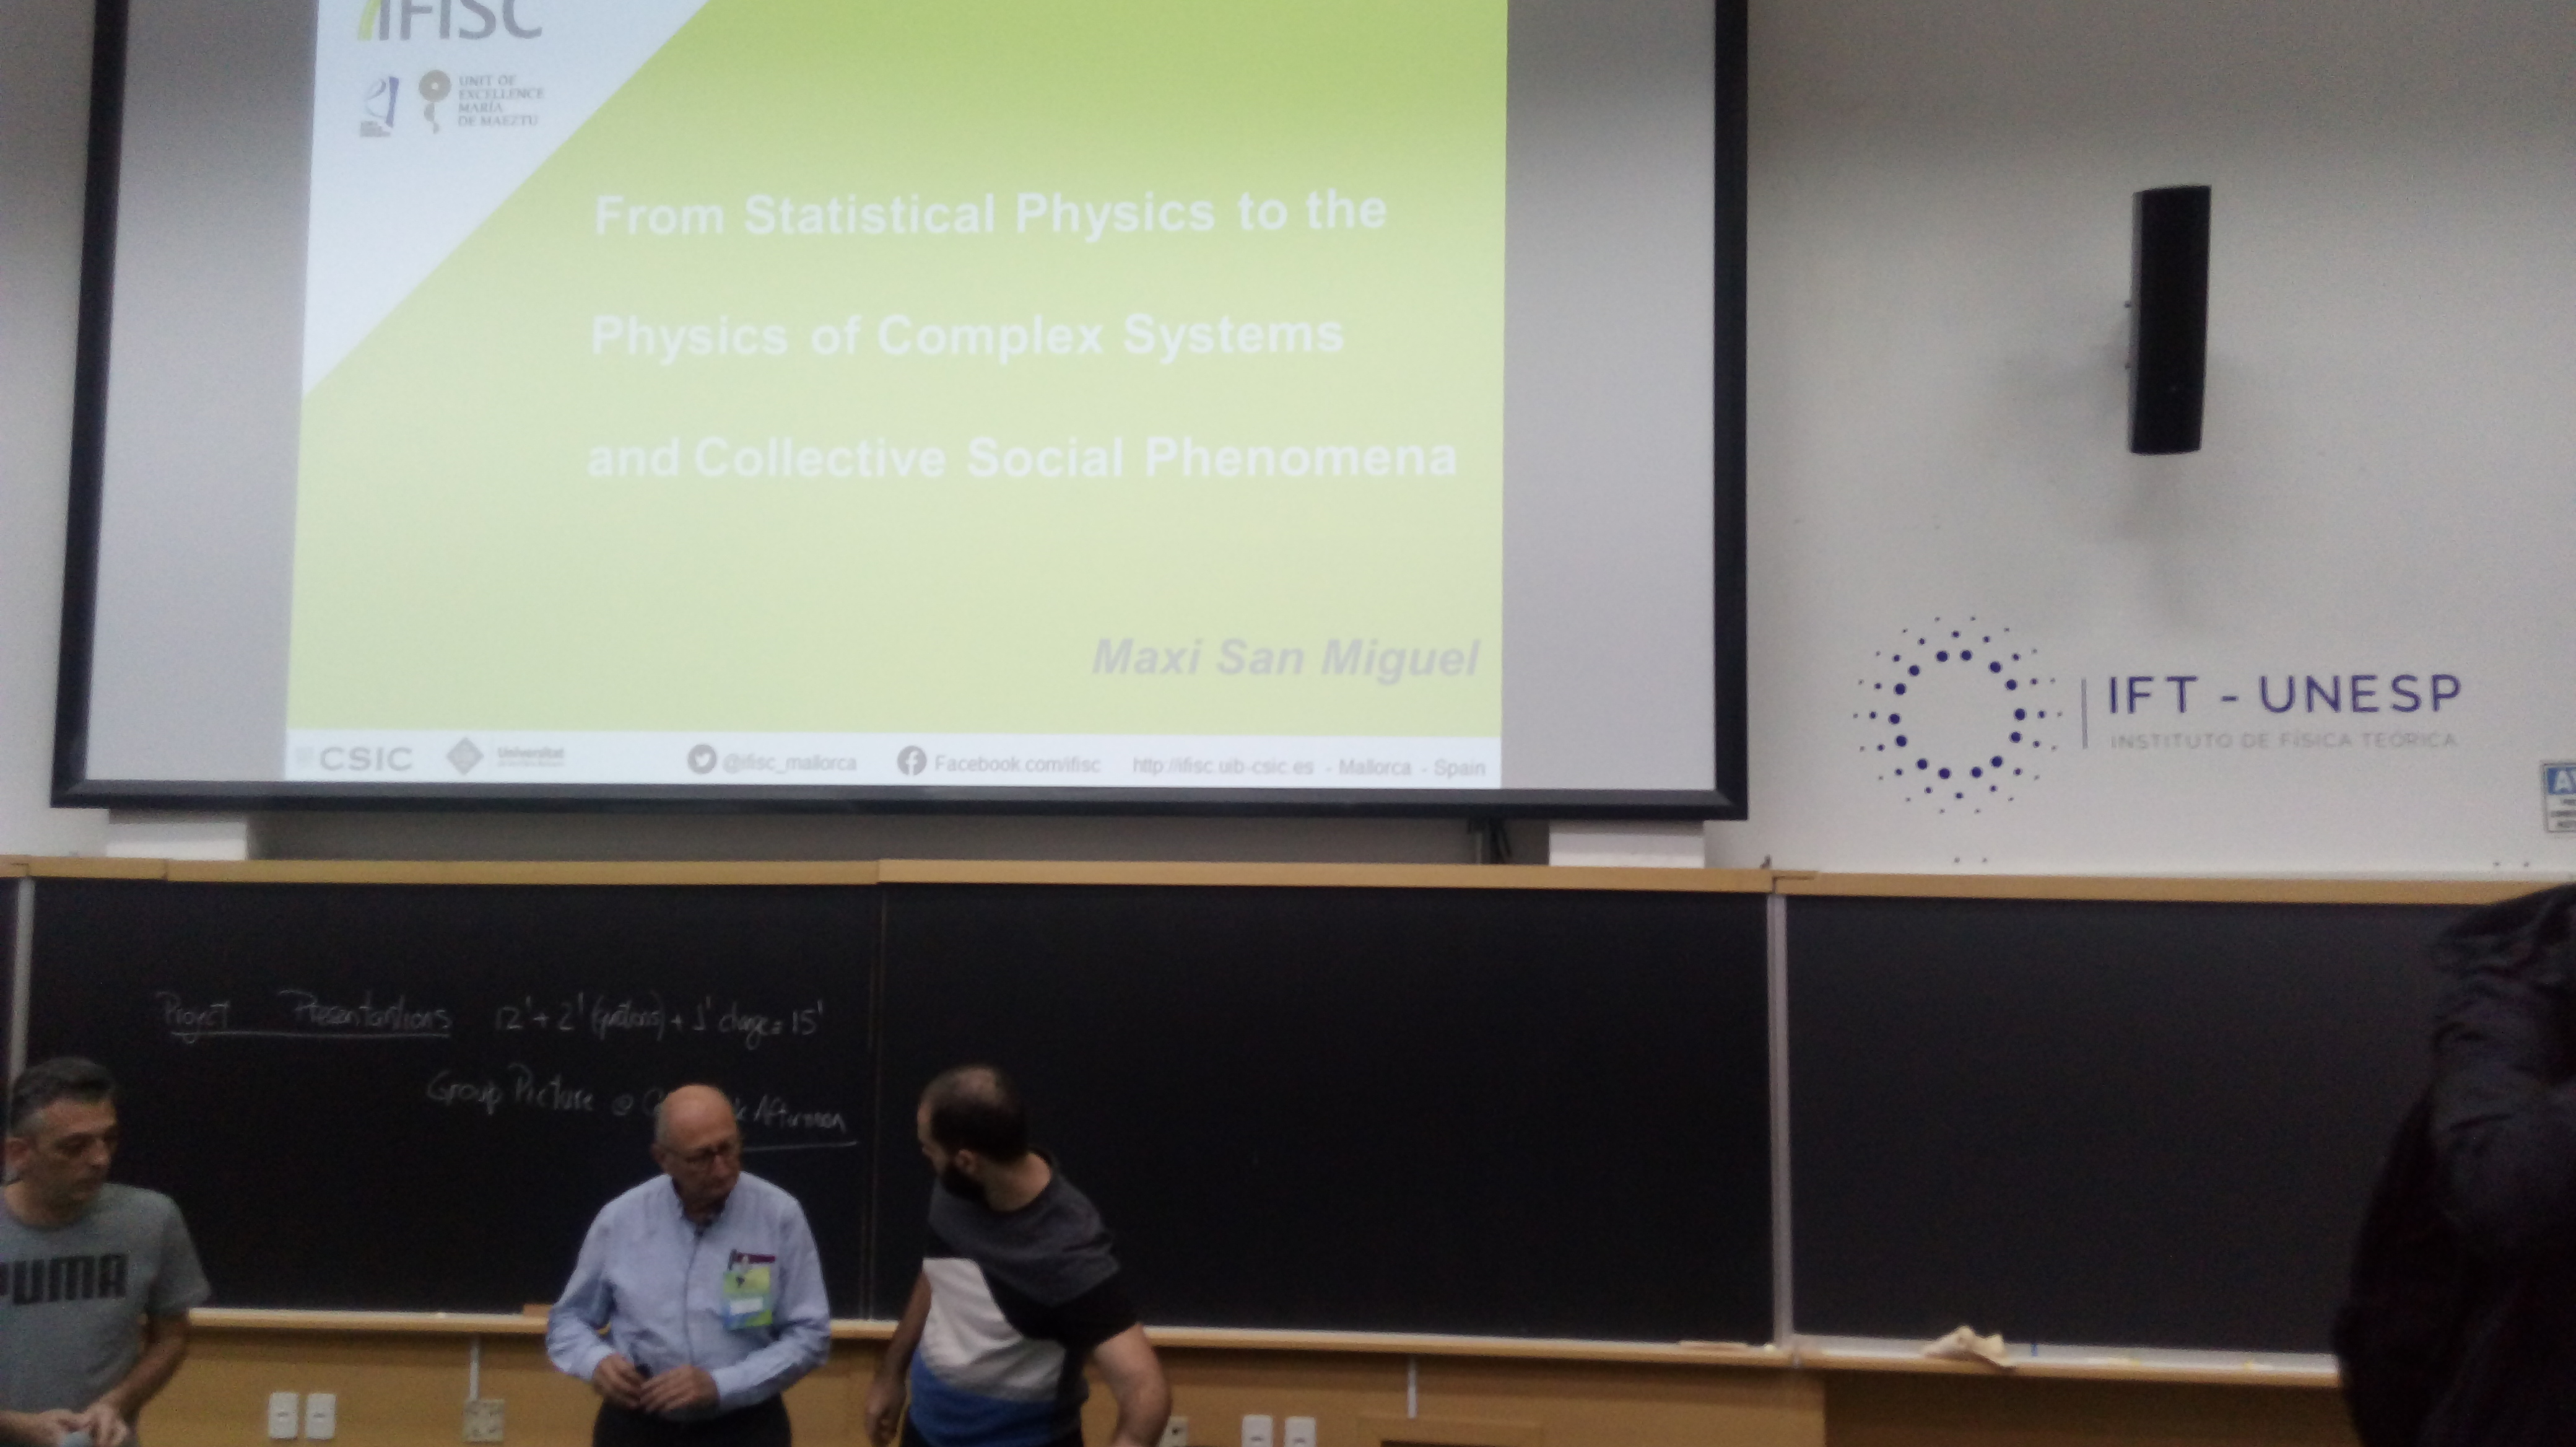 IFISC
UNIT OF
EXCELLENCE
MARÍA
DE MAEZTU
From Statistical Physics to the
Physics of Complex Systems
and Collective Social Phenomena
Maxi San Miguel
CSIC
Universitat
@ifisc_mallorca
Facebook.com/ifisc
http://ifisc.uib-csic.es - Mallorca - Spain
IFT - UNESP
INSTITUTO DE FÍSICA TEÓRICA
Project Presentantions 12' + 2' (questions) + 1' change = 15'
Group Picture @ Afternoon
PUMA